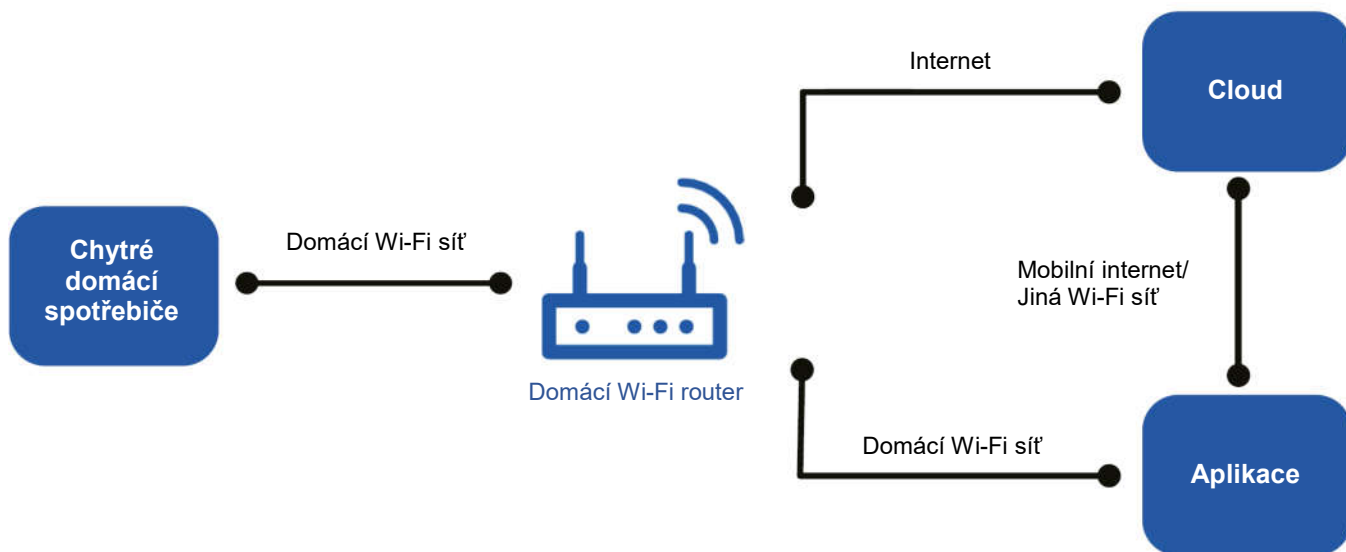 Internet
Cloud
Chytré
domácí
spotřebiče
Domácí Wi-Fi síť
Mobilní internet/
Jiná Wi-Fi síť
Domácí Wi-Fi router
Domácí Wi-Fi síť
Aplikace